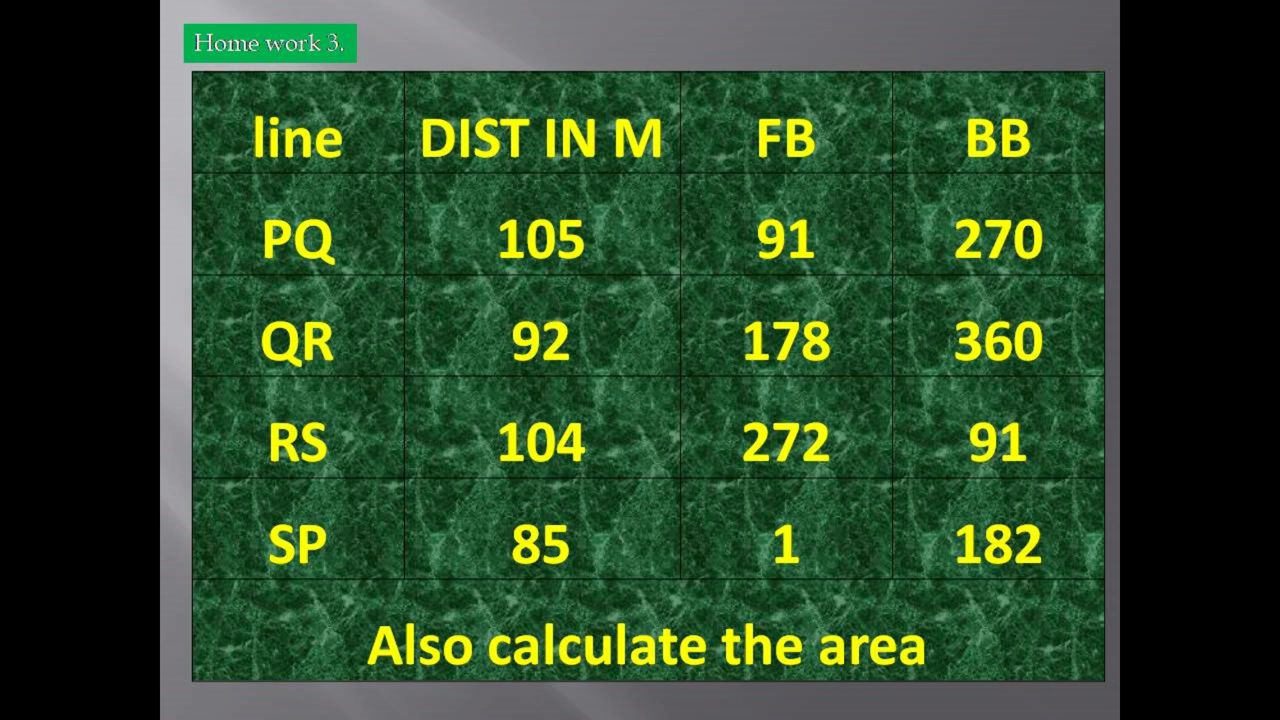 Home work 3.
line DIST IN M FB BB
PQ 105 91 270
QR 92 178 360
RS 104 272 91
SP 85 1 182
Also calculate the area